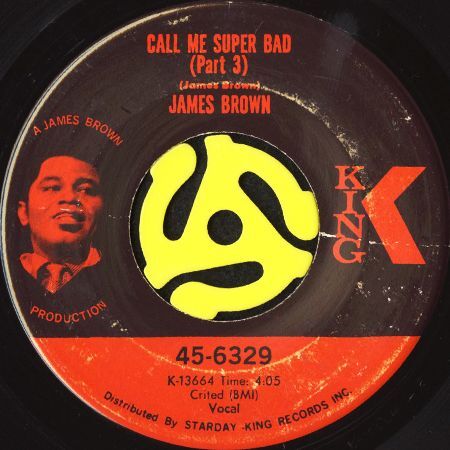 CALL ME SUPER BAD
(Part 3)
(James Brown)
JAMES BROWN
A JAMES BROWN
PRODUCTION
KING
K
45-6329
K-13664 Time: 4:05
Crited (BMI)
Vocal
Distributed By STARDAY-KING RECORDS INC.